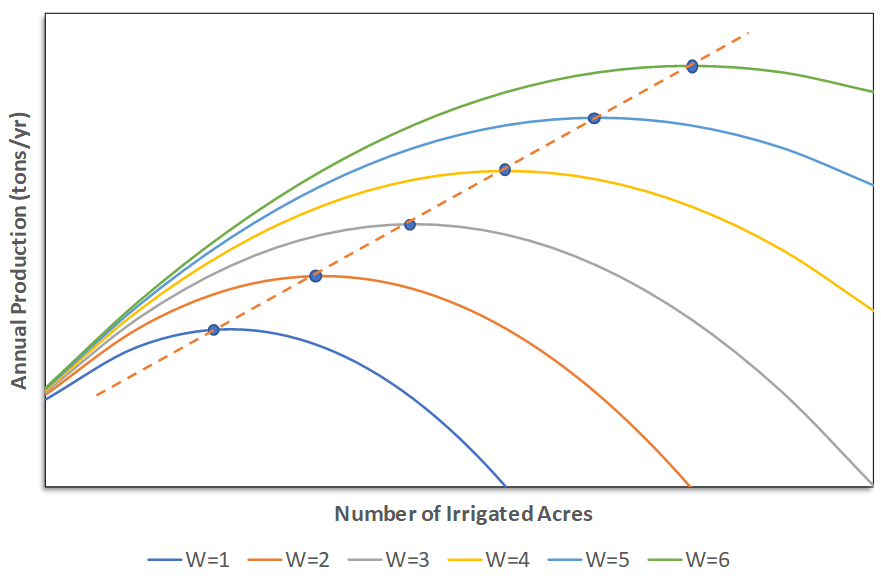 Annual Production (tons/yr)
Number of Irrigated Acres
W=1 W=2 W=3 W=4 W=5 W=6